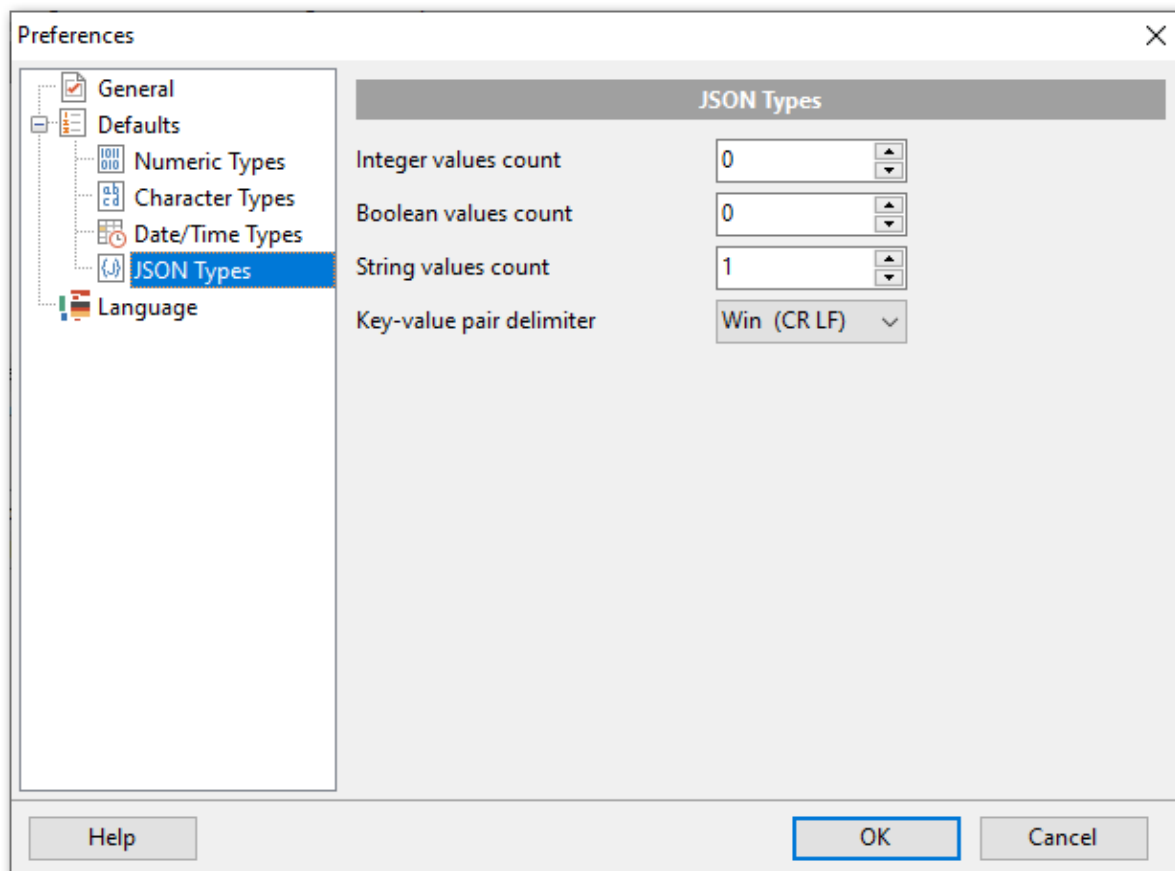 Preferences
General
Defaults
Numeric Types
Character Types
Date/Time Types
JSON Types
Language
JSON Types
Integer values count 0
Boolean values count 0
String values count 1
Key-value pair delimiter Win (CR LF)
Help OK Cancel